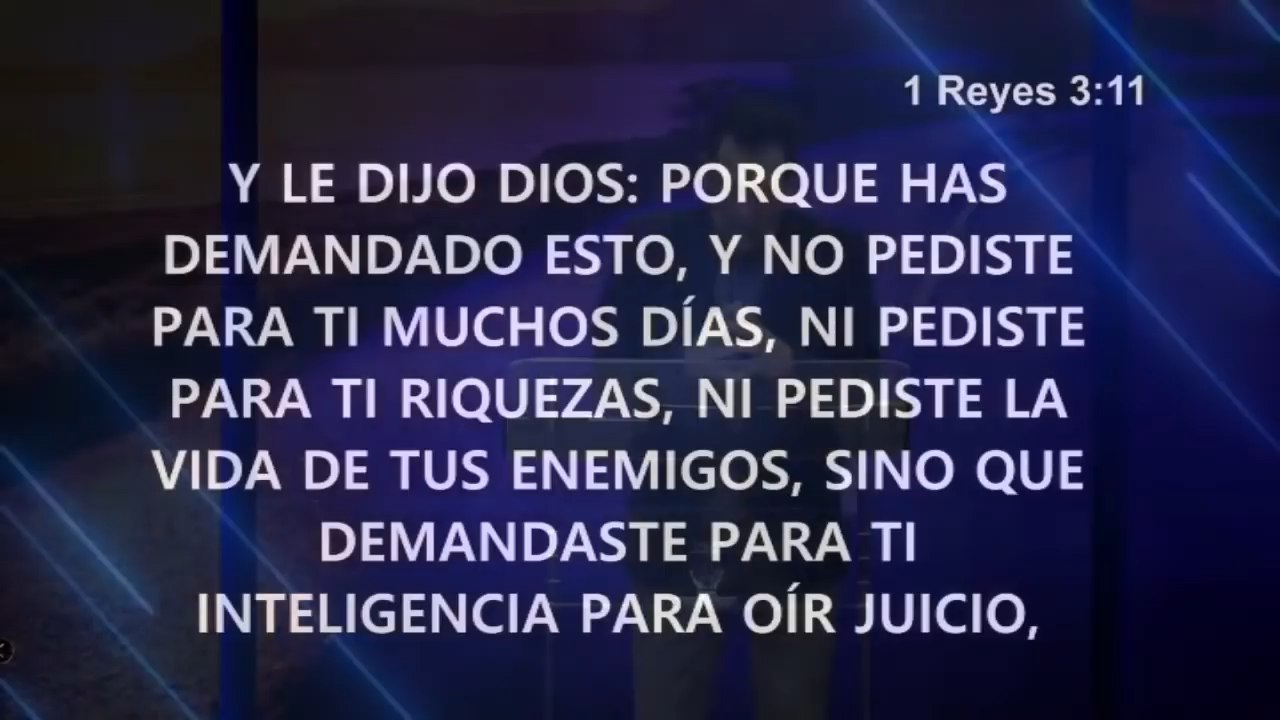 1 Reyes 3:11
Y LE DIJO DIOS: PORQUE HAS
DEMANDADO ESTO, Y NO PEDISTE
PARA TI MUCHOS DÍAS, NI PEDISTE
PARA TI RIQUEZAS, NI PEDISTE LA
VIDA DE TUS ENEMIGOS, SINO QUE
DEMANDASTE PARA TI
INTELIGENCIA PARA OÍR JUICIO,